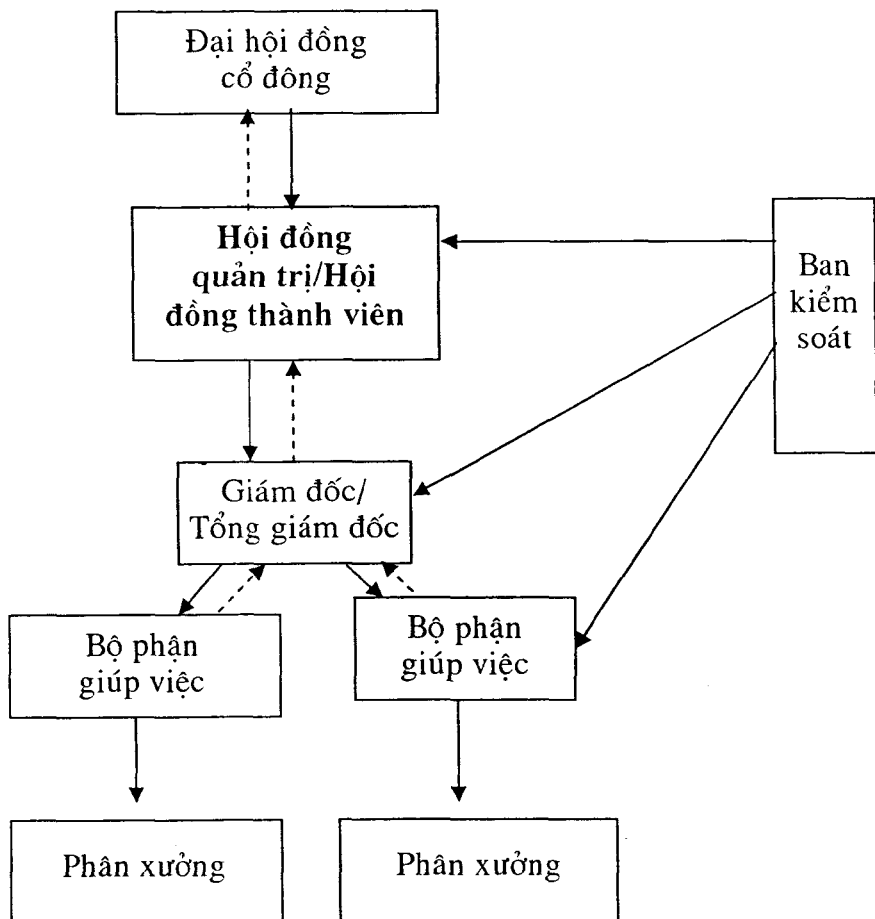 Đại hội đồng
cổ đông
Hội đồng
quản trị/Hội
đồng thành viên
Ban
kiểm
soát
Giám đốc/
Tổng giám đốc
Bộ phận
giúp việc
Bộ phận
giúp việc
Phân xưởng
Phân xưởng